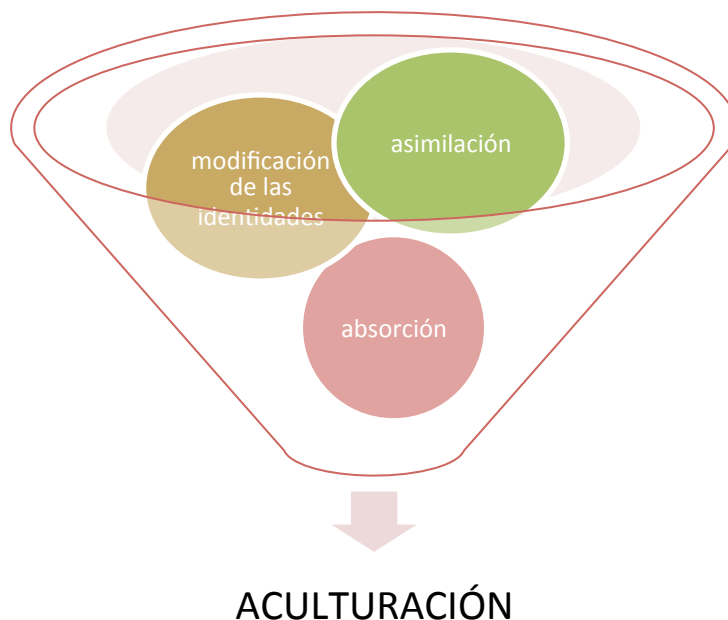 modificación
de las
identidades
asimilación
absorción
ACULTURACIÓN